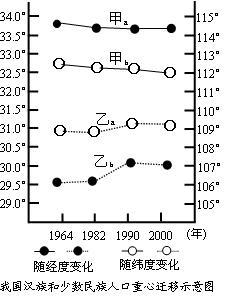 34.0° 甲a 115°
33.5° 114°
33.0° 甲b 113°
32.5° 112°
32.0° 111°
31.5° 乙a 110°
31.0° 109°
30.5° 乙b 108°
30.0° 107°
29.5° 106°
29.0° 105°
1964 1982 1990 2000 (年)
随经度变化 随纬度变化
我国汉族和少数民族人口重心迁移示意图